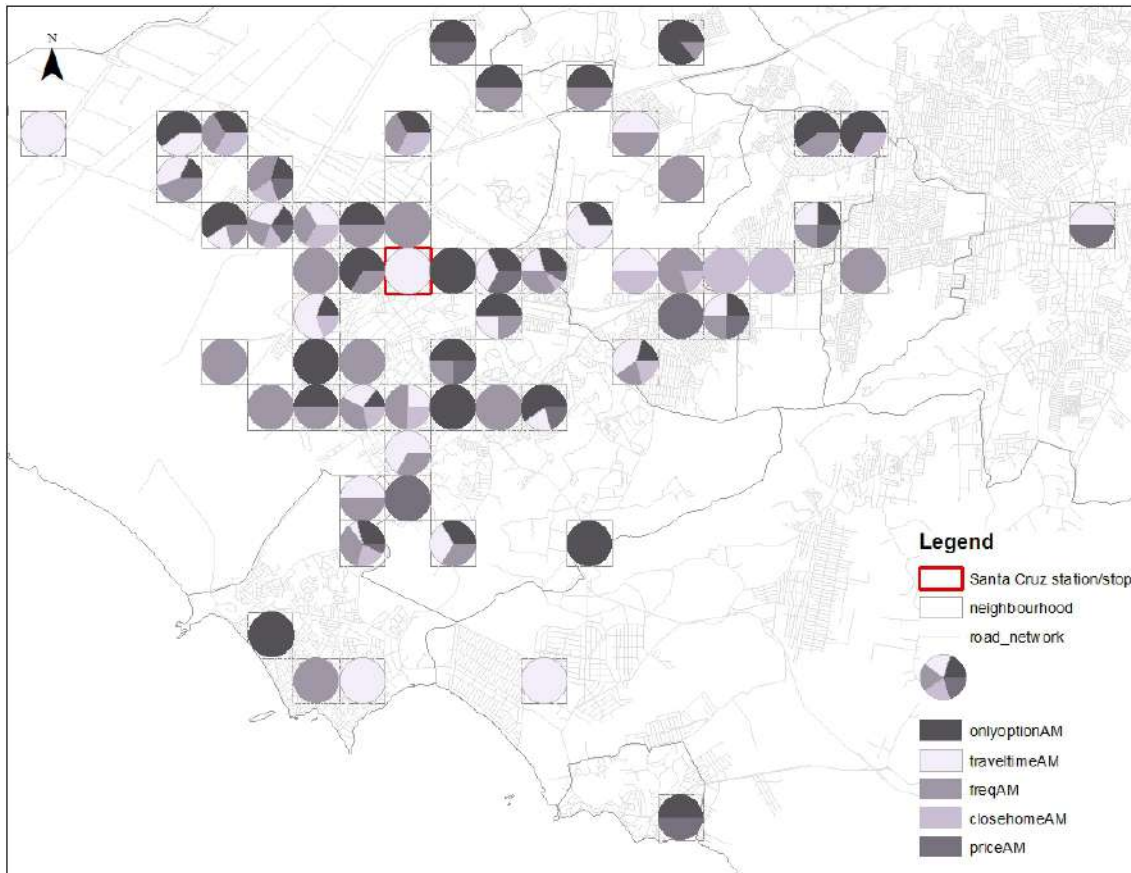 N
Legend
Santa Cruz station/stop
neighbourhood
road_network
onlyoptionAM
traveltimeAM
freqAM
closehomeAM
priceAM